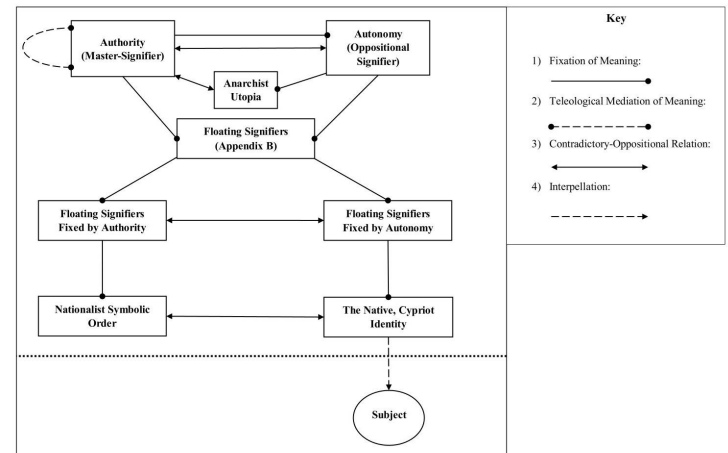 Authority
(Master-Signifier)
Autonomy
(Oppositional
Signifier)
Anarchist
Utopia
Floating Signifiers
(Appendix B)
Floating Signifiers
Fixed by Authority
Floating Signifiers
Fixed by Autonomy
Nationalist Symbolic
Order
The Native, Cypriot
Identity
Subject
Key
1) Fixation of Meaning:
2) Teleological Mediation of Meaning:
3) Contradictory-Oppositional Relation:
4) Interpellation: